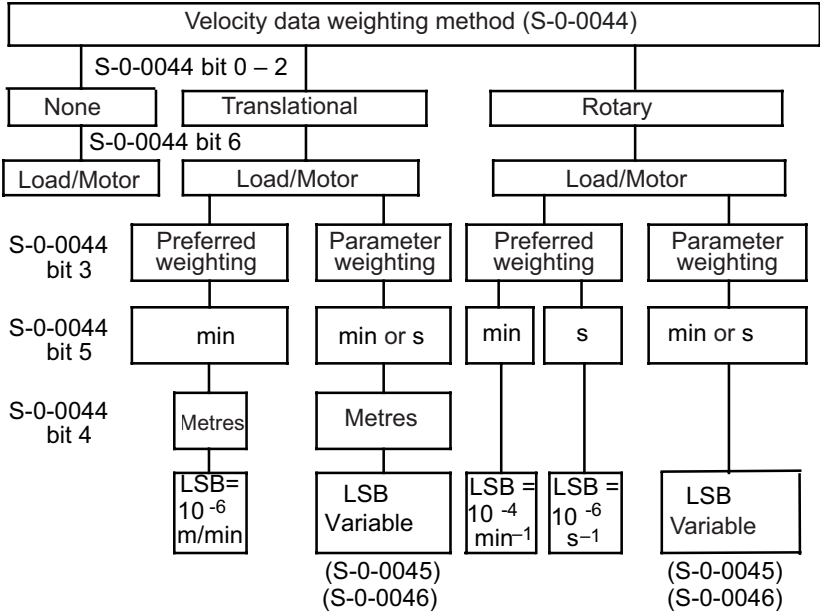 Velocity data weighting method (S-0-0044)
S-0-0044 bit 0 – 2
None
Translational
Rotary
S-0-0044 bit 6
Load/Motor
Load/Motor
Load/Motor
S-0-0044
bit 3
Preferred
weighting
Parameter
weighting
Preferred
weighting
Parameter
weighting
S-0-0044
bit 5
min
min or s
min
s
min or s
S-0-0044
bit 4
Metres
Metres
LSB=
10 -6
m/min
LSB
Variable
LSB =
10 -4
min–1
LSB =
10 -6
s–1
LSB
Variable
(S-0-0045)
(S-0-0046)
(S-0-0045)
(S-0-0046)